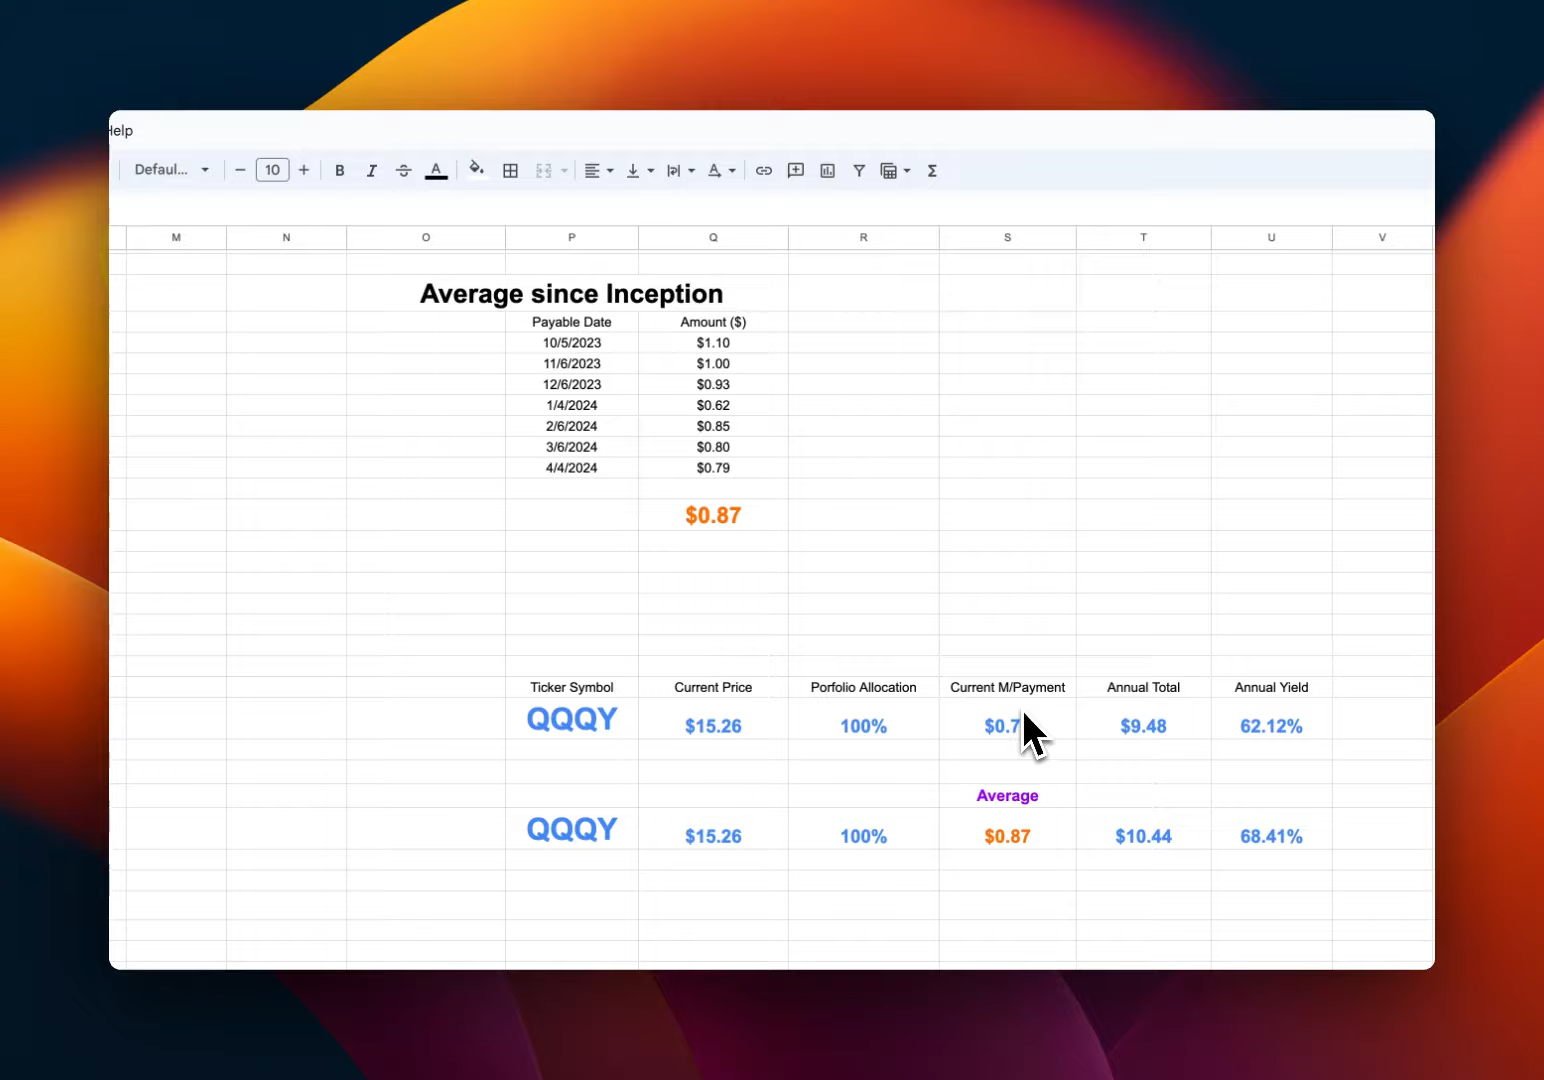 Help
Defaul... 10 B I A A Σ
M N O P Q R S T U V
Average since Inception
Payable Date Amount ($)
10/5/2023 $1.10
11/6/2023 $1.00
12/6/2023 $0.93
1/4/2024 $0.62
2/6/2024 $0.85
3/6/2024 $0.80
4/4/2024 $0.79
$0.87
Ticker Symbol Current Price Porfolio Allocation Current M/Payment Annual Total Annual Yield
QQQY $15.26 100% $0.7 $9.48 62.12%
Average
QQQY $15.26 100% $0.87 $10.44 68.41%